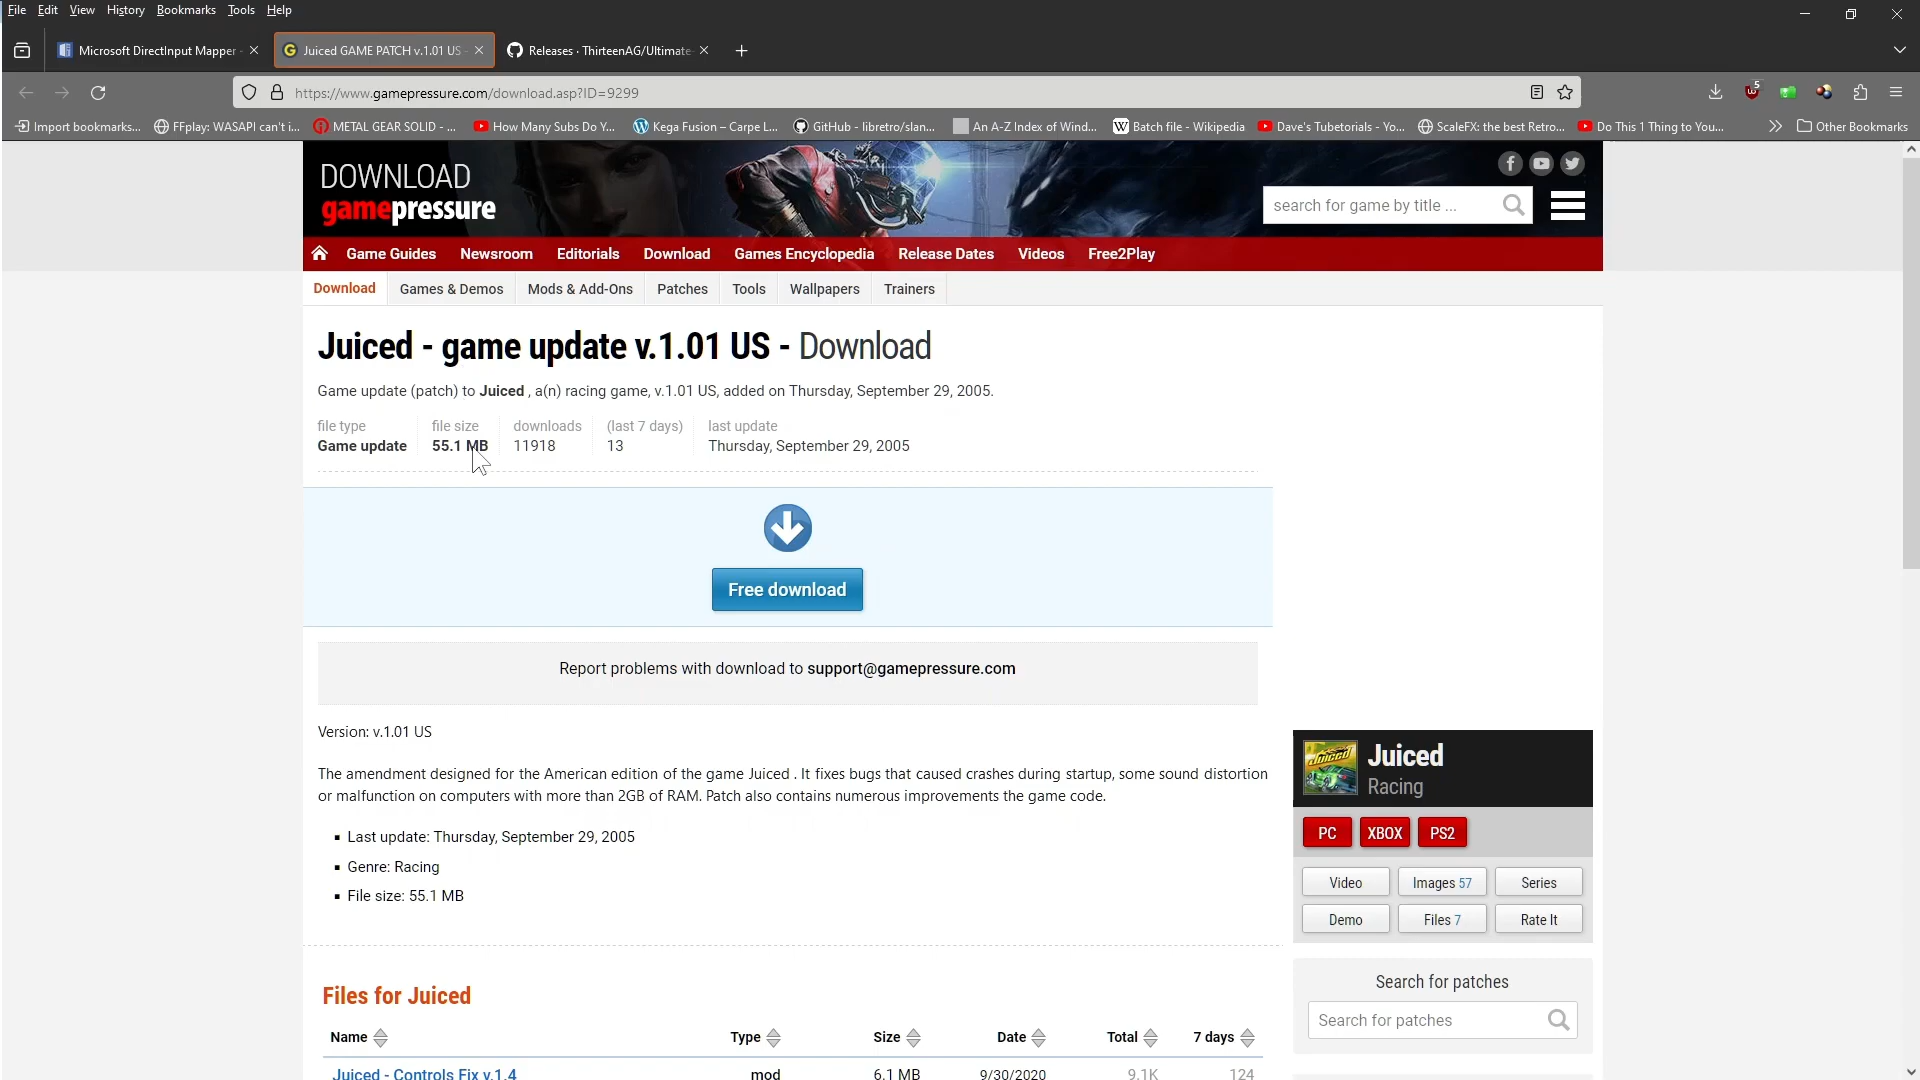 File Edit View History Bookmarks Tools Help
Microsoft DirectInput Mapper -
Juiced GAME PATCH v.1.01 US -
Releases · ThirteenAG/Ultimate-
https://www.gamepressure.com/download.asp?ID=9299
5
Import bookmarks...
FFplay: WASAPI can't i...
METAL GEAR SOLID - ...
How Many Subs Do Y...
Kega Fusion – Carpe L...
GitHub - libretro/slan...
An A-Z Index of Wind...
Batch file - Wikipedia
Dave's Tubetorials - Yo...
ScaleFX: the best Retro...
Do This 1 Thing to You...
Other Bookmarks
DOWNLOAD
gamepressure
search for game by title ...
Game Guides Newsroom Editorials Download Games Encyclopedia Release Dates Videos Free2Play
Download Games & Demos Mods & Add-Ons Patches Tools Wallpapers Trainers
Juiced - game update v.1.01 US - Download
Game update (patch) to Juiced , a(n) racing game, v.1.01 US, added on Thursday, September 29, 2005.
file type file size downloads (last 7 days) last update
Game update 55.1 MB 11918 13 Thursday, September 29, 2005
Free download
Report problems with download to support@gamepressure.com
Version: v.1.01 US
The amendment designed for the American edition of the game Juiced . It fixes bugs that caused crashes during startup, some sound distortion
or malfunction on computers with more than 2GB of RAM. Patch also contains numerous improvements the game code.
Last update: Thursday, September 29, 2005
Genre: Racing
File size: 55.1 MB
Juiced
Juiced
Racing
PC XBOX PS2
Video Images 57 Series
Demo Files 7 Rate It
Search for patches
Search for patches
Files for Juiced
Name Type Size Date Total 7 days
Juiced - Controls Fix v.1.4 mod 6.1 MB 9/30/2020 9.1K 124